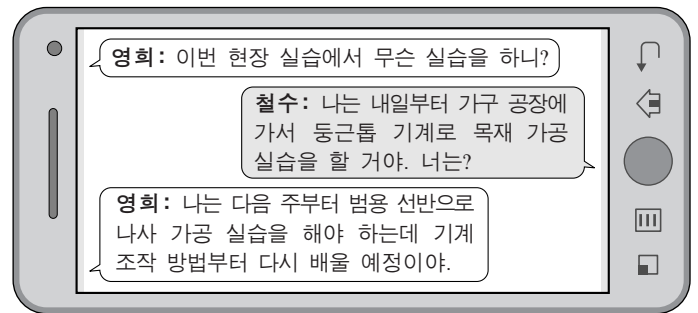 영희: 이번 현장 실습에서 무슨 실습을 하니?
철수: 나는 내일부터 가구 공장에
가서 둥근톱 기계로 목재 가공
실습을 할 거야. 너는?
영희: 나는 다음 주부터 범용 선반으로
나사 가공 실습을 해야 하는데 기계
조작 방법부터 다시 배울 예정이야.